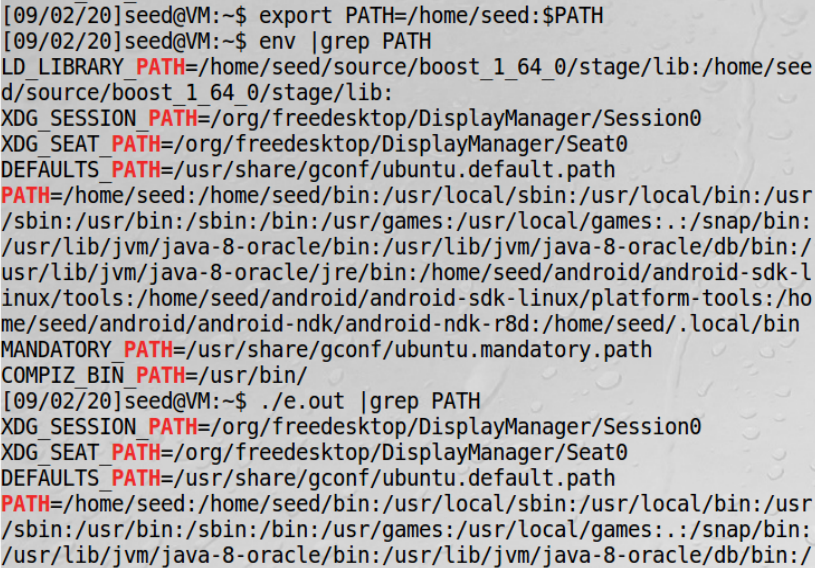 [09/02/20]seed@VM:~$ export PATH=/home/seed:$PATH
[09/02/20]seed@VM:~$ env |grep PATH
LD_LIBRARY_PATH=/home/seed/source/boost_1_64_0/stage/lib:/home/see
d/source/boost_1_64_0/stage/lib:
XDG_SESSION_PATH=/org/freedesktop/DisplayManager/Session0
XDG_SEAT_PATH=/org/freedesktop/DisplayManager/Seat0
DEFAULTS_PATH=/usr/share/gconf/ubuntu.default.path
PATH=/home/seed:/home/seed/bin:/usr/local/sbin:/usr/local/bin:/usr
/sbin:/usr/bin:/sbin:/bin:/usr/games:/usr/local/games:.:/snap/bin:
/usr/lib/jvm/java-8-oracle/bin:/usr/lib/jvm/java-8-oracle/db/bin:/
usr/lib/jvm/java-8-oracle/jre/bin:/home/seed/android/android-sdk-l
inux/tools:/home/seed/android/android-sdk-linux/platform-tools:/ho
me/seed/android/android-ndk/android-ndk-r8d:/home/seed/.local/bin
MANDATORY_PATH=/usr/share/gconf/ubuntu.mandatory.path
COMPIZ_BIN_PATH=/usr/bin/
[09/02/20]seed@VM:~$ ./e.out |grep PATH
XDG_SESSION_PATH=/org/freedesktop/DisplayManager/Session0
XDG_SEAT_PATH=/org/freedesktop/DisplayManager/Seat0
DEFAULTS_PATH=/usr/share/gconf/ubuntu.default.path
PATH=/home/seed:/home/seed/bin:/usr/local/sbin:/usr/local/bin:/usr
/sbin:/usr/bin:/sbin:/bin:/usr/games:/usr/local/games:.:/snap/bin:
/usr/lib/jvm/java-8-oracle/bin:/usr/lib/jvm/java-8-oracle/db/bin:/